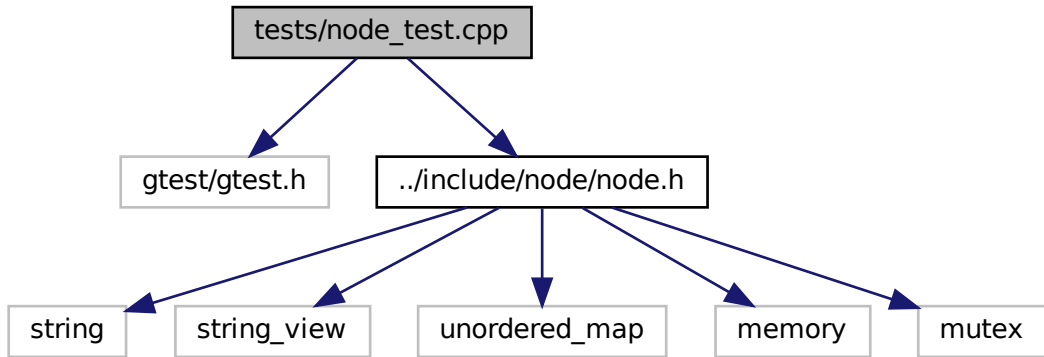 tests/node_test.cpp
gtest/gtest.h
../include/node/node.h
string
string_view
unordered_map
memory
mutex